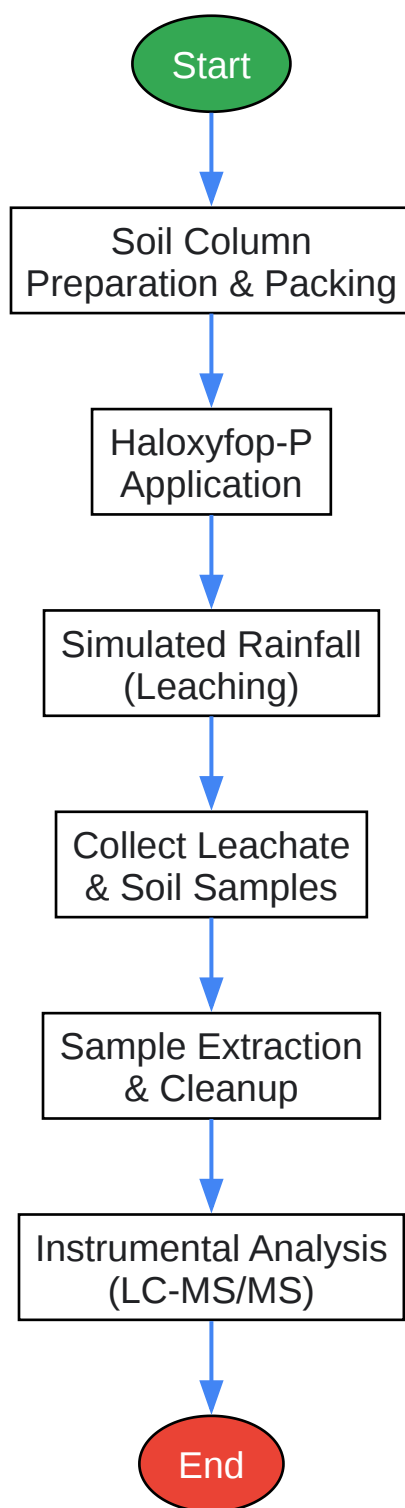 Start
Soil Column
Preparation & Packing
Haloxyfop-P
Application
Simulated Rainfall
(Leaching)
Collect Leachate
& Soil Samples
Sample Extraction
& Cleanup
Instrumental Analysis
(LC-MS/MS)
End